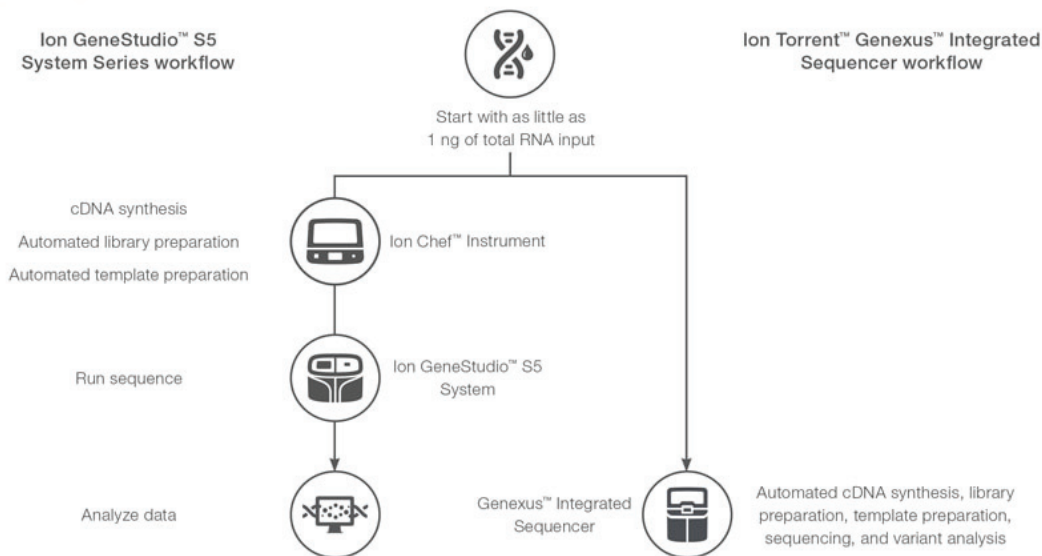 Ion GeneStudio™ S5
System Series workflow
Ion Torrent™ Genexus™ Integrated
Sequencer workflow
Start with as little as
1 ng of total RNA input
cDNA synthesis
Automated library preparation
Automated template preparation
Ion Chef™ Instrument
Run sequence
Ion GeneStudio™ S5
System
Analyze data
Genexus™ Integrated
Sequencer
Automated cDNA synthesis, library
preparation, template preparation,
sequencing, and variant analysis